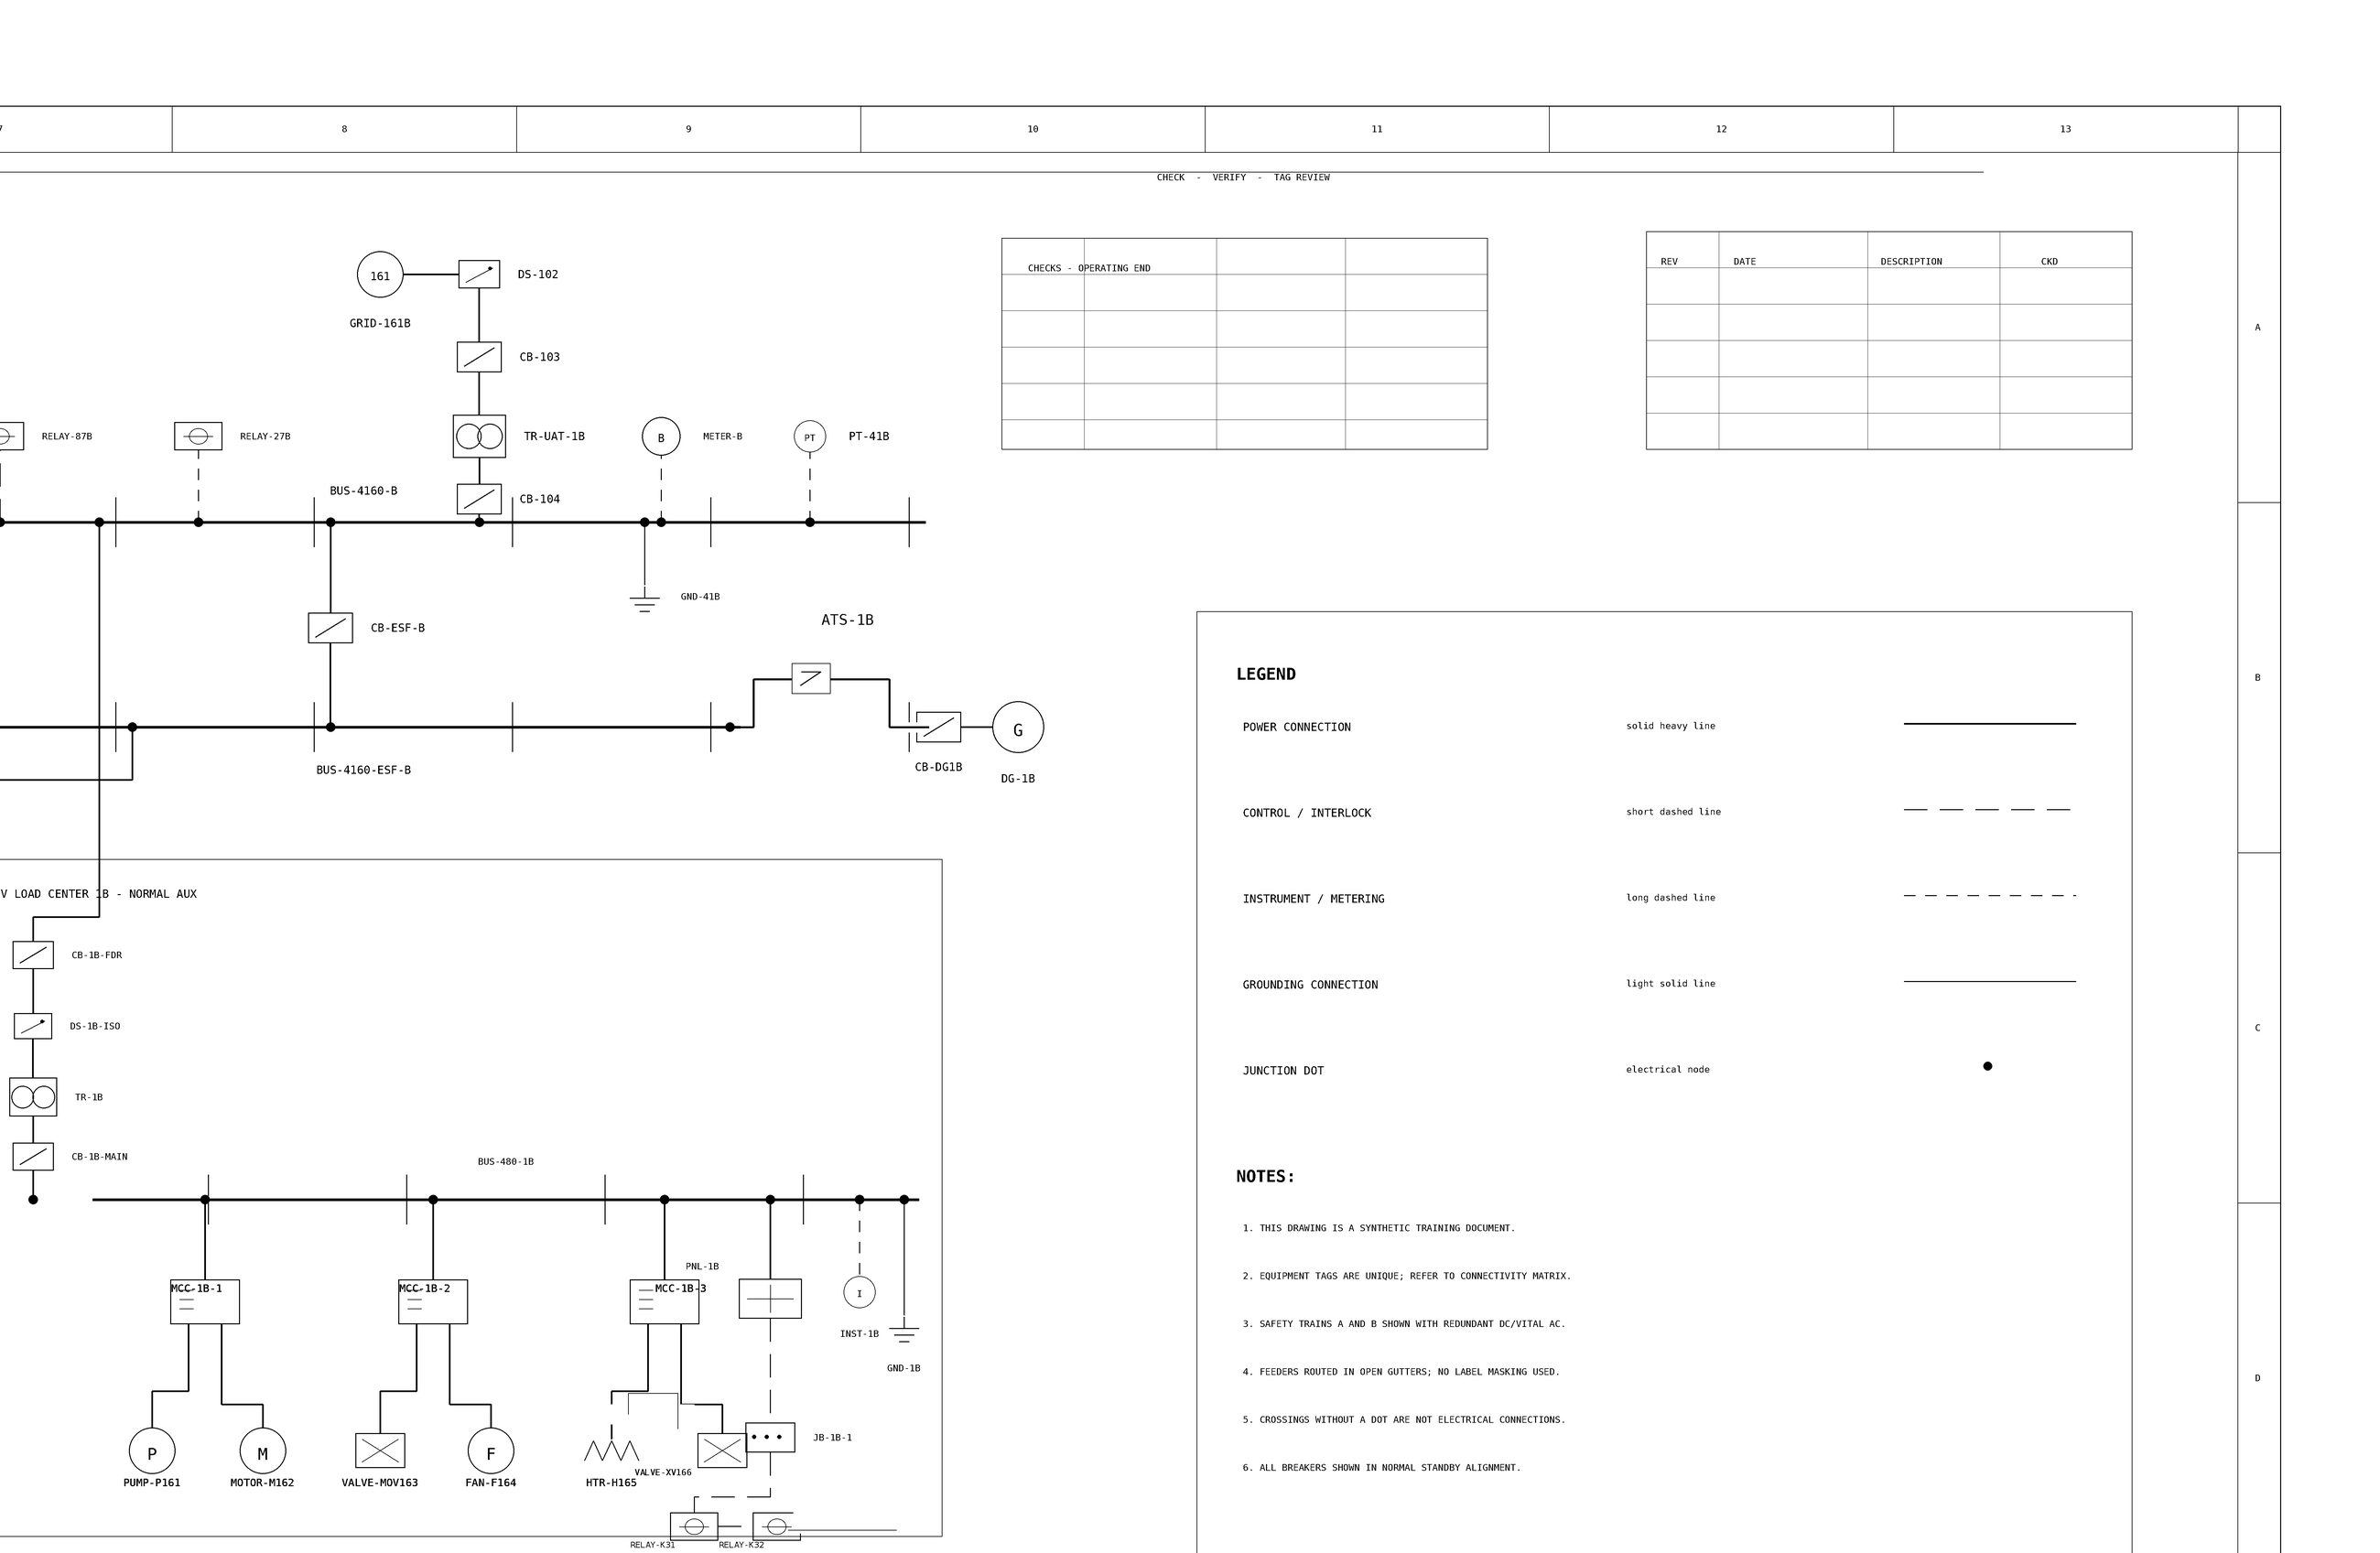 7 8 9 10 11 12 13
CHECK - VERIFY - TAG REVIEW
A
B
C
D
161
DS-102
GRID-161B
CB-103
RELAY-87B
RELAY-27B
TR-UAT-1B
B
METER-B
PT
PT-41B
BUS-4160-B
CB-104
CHECKS - OPERATING END
REV DATE DESCRIPTION CKD
GND-41B
ATS-1B
CB-ESF-B
G
BUS-4160-ESF-B
CB-DG1B
DG-1B
V LOAD CENTER 1B - NORMAL AUX
CB-1B-FDR
DS-1B-ISO
TR-1B
CB-1B-MAIN
BUS-480-1B
PNL-1B
MCC-1B-1
MCC-1B-2
MCC-1B-3
I
INST-1B
GND-1B
JB-1B-1
P
M
F
VALVE-XV166
PUMP-P161
MOTOR-M162
VALVE-MOV163
FAN-F164
HTR-H165
RELAY-K31
RELAY-K32
LEGEND
POWER CONNECTION solid heavy line
CONTROL / INTERLOCK short dashed line
INSTRUMENT / METERING long dashed line
GROUNDING CONNECTION light solid line
JUNCTION DOT electrical node
NOTES:
1. THIS DRAWING IS A SYNTHETIC TRAINING DOCUMENT.
2. EQUIPMENT TAGS ARE UNIQUE; REFER TO CONNECTIVITY MATRIX.
3. SAFETY TRAINS A AND B SHOWN WITH REDUNDANT DC/VITAL AC.
4. FEEDERS ROUTED IN OPEN GUTTERS; NO LABEL MASKING USED.
5. CROSSINGS WITHOUT A DOT ARE NOT ELECTRICAL CONNECTIONS.
6. ALL BREAKERS SHOWN IN NORMAL STANDBY ALIGNMENT.